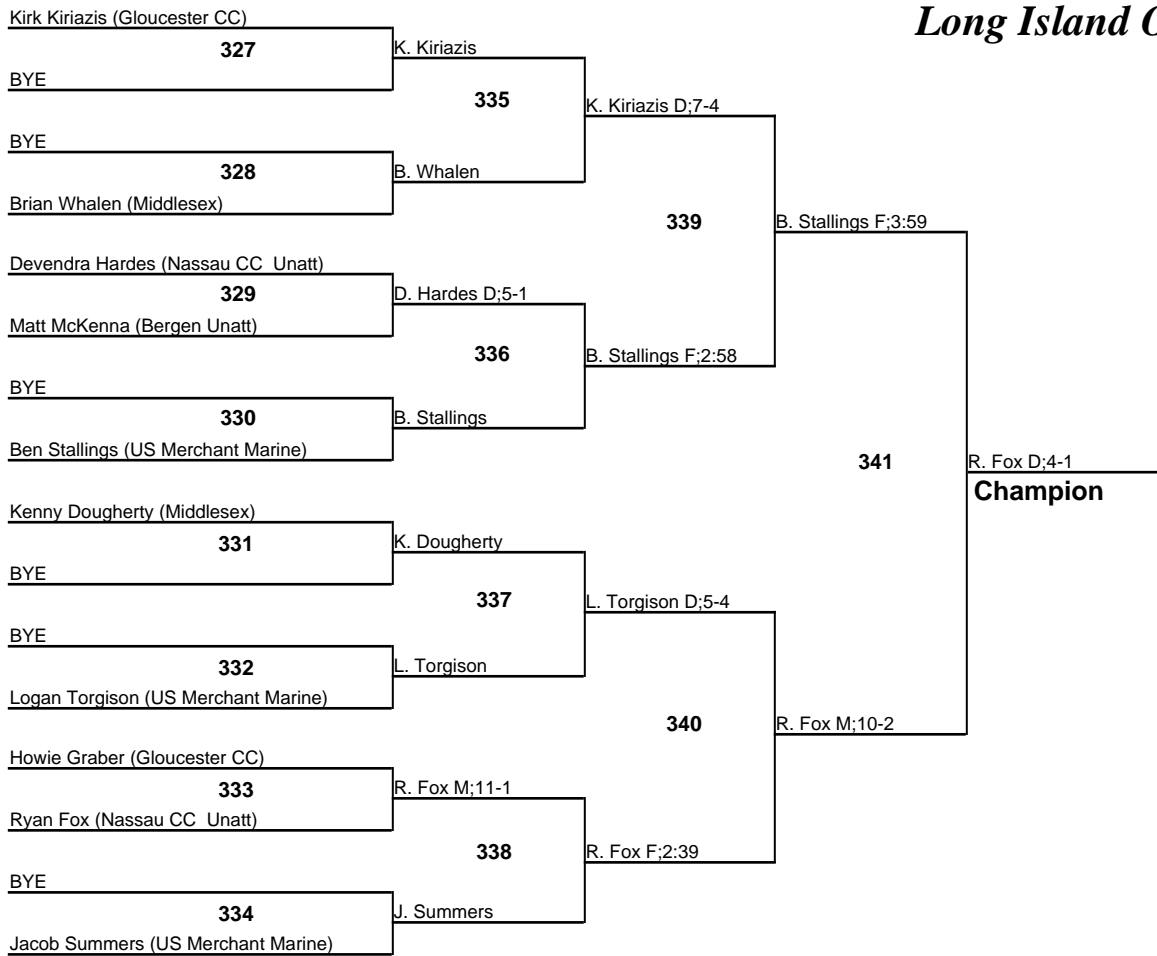 Long Island O
Kirk Kiriazis (Gloucester CC)
327
K. Kiriazis
BYE
335
K. Kiriazis D;7-4
BYE
328
B. Whalen
Brian Whalen (Middlesex)
339
B. Stallings F;3:59
Devendra Hardes (Nassau CC  Unatt)
329
D. Hardes D;5-1
Matt McKenna (Bergen Unatt)
336
B. Stallings F;2:58
BYE
330
B. Stallings
Ben Stallings (US Merchant Marine)
341
R. Fox D;4-1
Champion
Kenny Dougherty (Middlesex)
331
K. Dougherty
BYE
337
L. Torgison D;5-4
BYE
332
L. Torgison
Logan Torgison (US Merchant Marine)
340
R. Fox M;10-2
Howie Graber (Gloucester CC)
333
R. Fox M;11-1
Ryan Fox (Nassau CC  Unatt)
338
R. Fox F;2:39
BYE
334
J. Summers
Jacob Summers (US Merchant Marine)